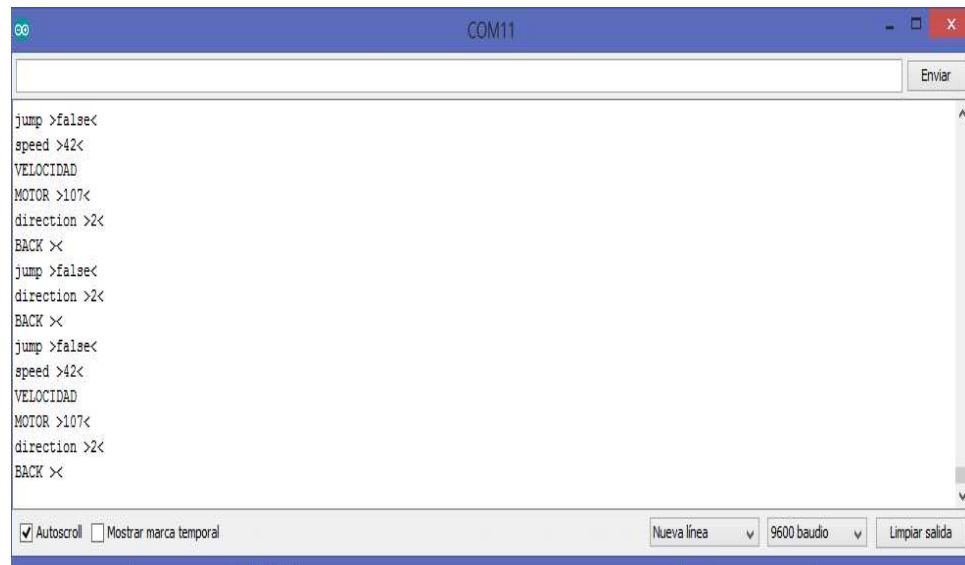 COM11
Enviar
jump >false<
speed >42<
VELOCIDAD
MOTOR >107<
direction >2<
BACK ><
jump >false<
direction >2<
BACK ><
jump >false<
speed >42<
VELOCIDAD
MOTOR >107<
direction >2<
BACK ><
Autoscroll Mostrar marca temporal Nueva línea 9600 baudio Limpiar salida